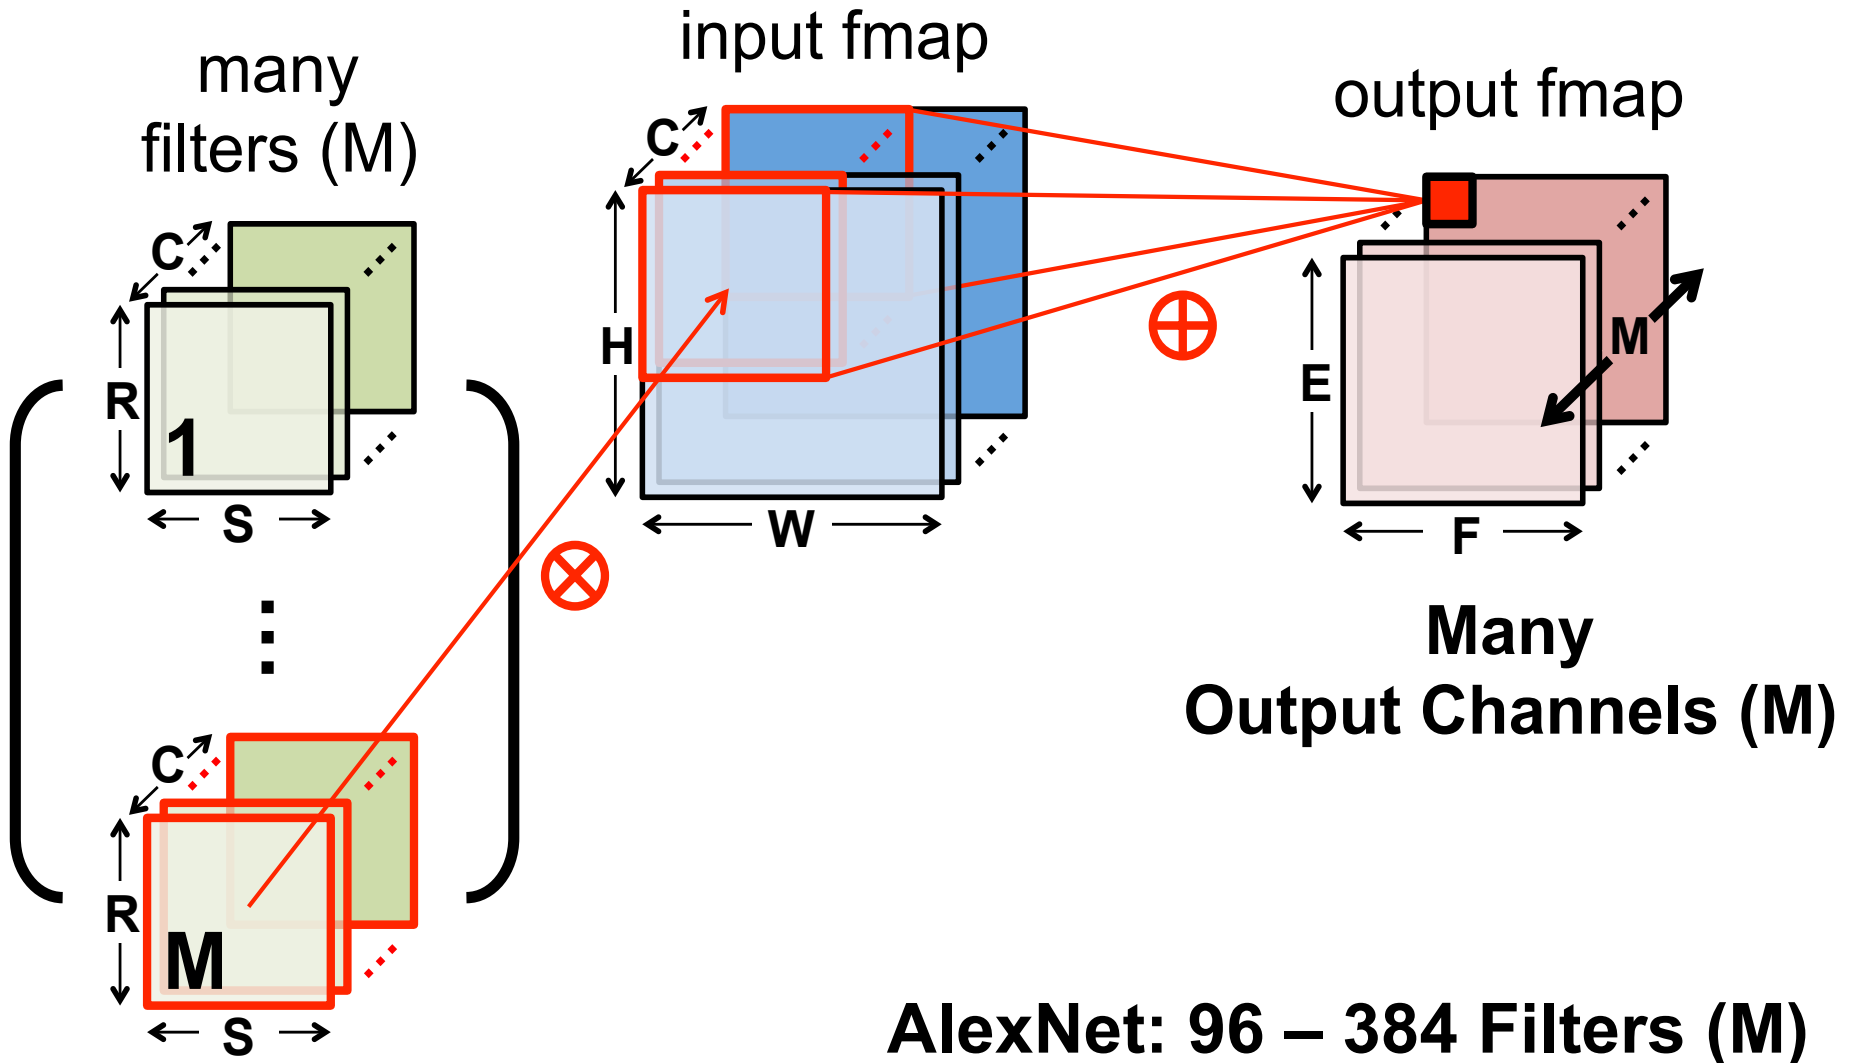 many
filters (M)
C
R
1
S
C
R
M
S
input fmap
C
H
W
output fmap
M
E
F
Many
Output Channels (M)
AlexNet: 96 – 384 Filters (M)